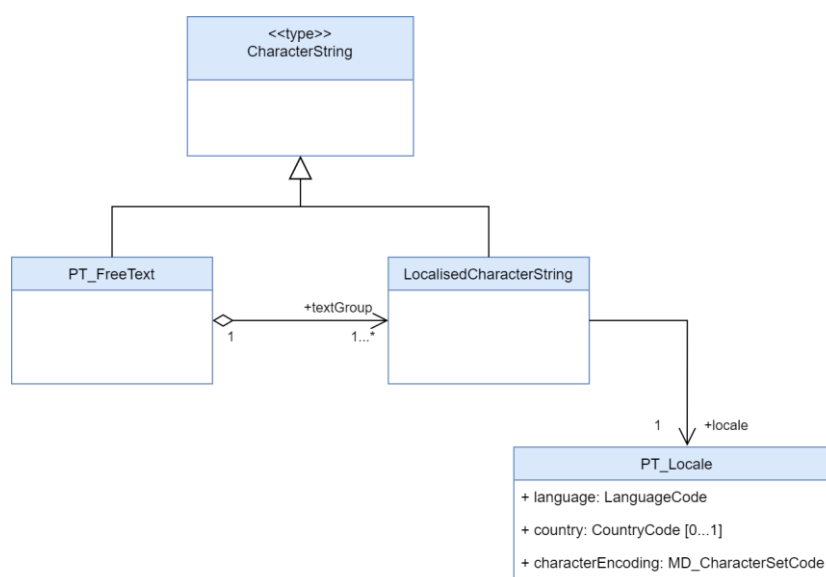 <<type>>
CharacterString
PT_FreeText
LocalisedCharacterString
+textGroup
1
1...*
1
+locale
PT_Locale
+ language: LanguageCode
+ country: CountryCode [0...1]
+ characterEncoding: MD_CharacterSetCode